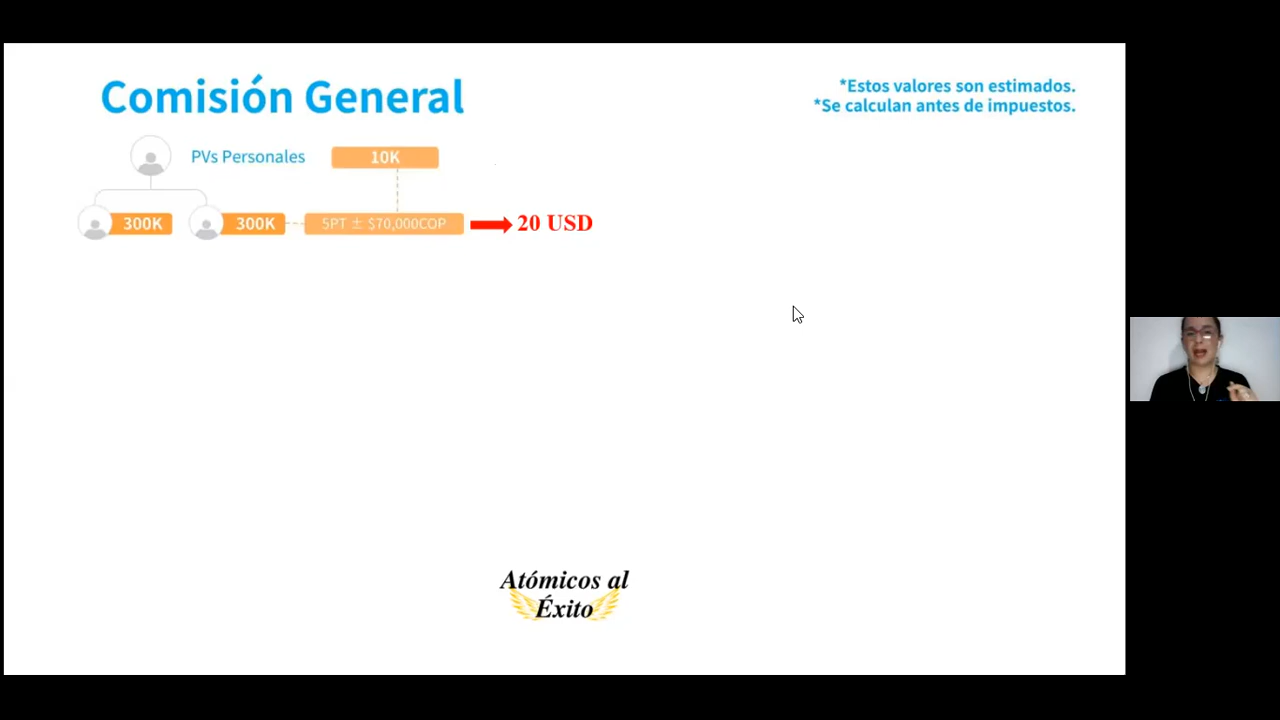 Comisión General
*Estos valores son estimados.
*Se calculan antes de impuestos.
PVs Personales 10K
300K 300K 5PT ± $70,000COP 20 USD
Atómicos al
Éxito